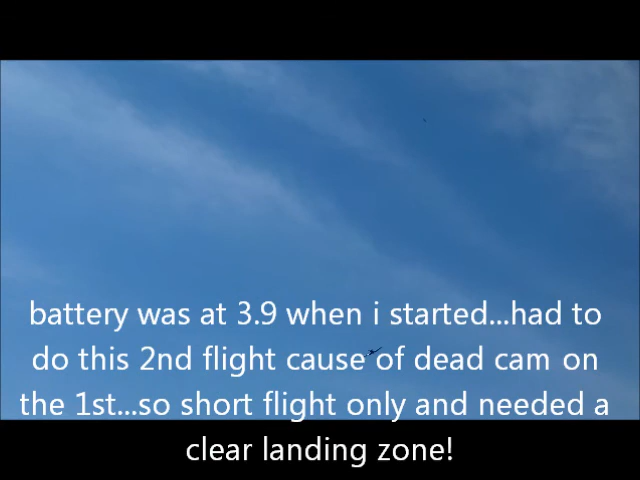 battery was at 3.9 when i started...had to
do this 2nd flight cause of dead cam on
the 1st...so short flight only and needed a
clear landing zone!